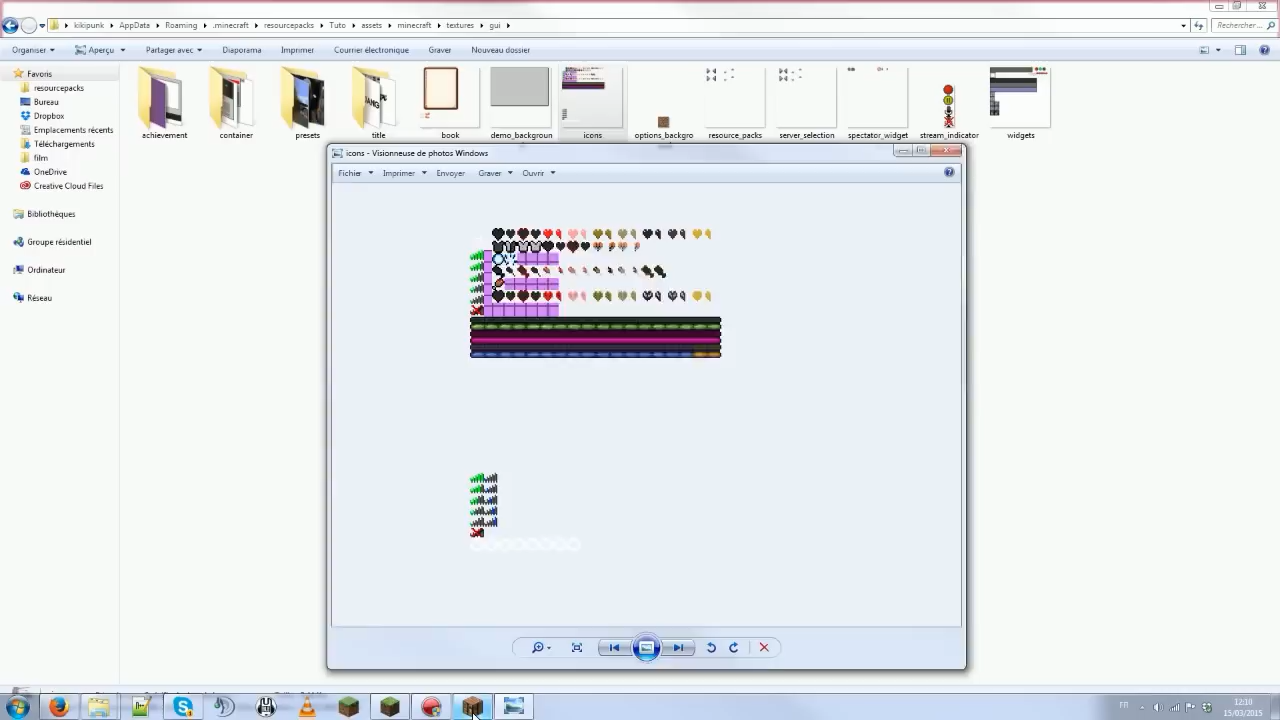 kikipunk
AppData
Roaming
.minecraft
resourcepacks
Tuto
assets
minecraft
textures
gui
Rechercher ...
Organiser
Aperçu
Partager avec
Diaporama
Imprimer
Courrier électronique
Graver
Nouveau dossier
Favoris
resourcepacks
Bureau
Dropbox
Emplacements récents
Téléchargements
film
OneDrive
Creative Cloud Files
Bibliothèques
Groupe résidentiel
Ordinateur
Réseau
achievement
container
presets
title
book
demo_backgroun
icons
options_backgro
resource_packs
server_selection
spectator_widget
stream_indicator
widgets
icons - Visionneuse de photos Windows
Fichier
Imprimer
Envoyer
Graver
Ouvrir
FR
12:10
15/03/2015